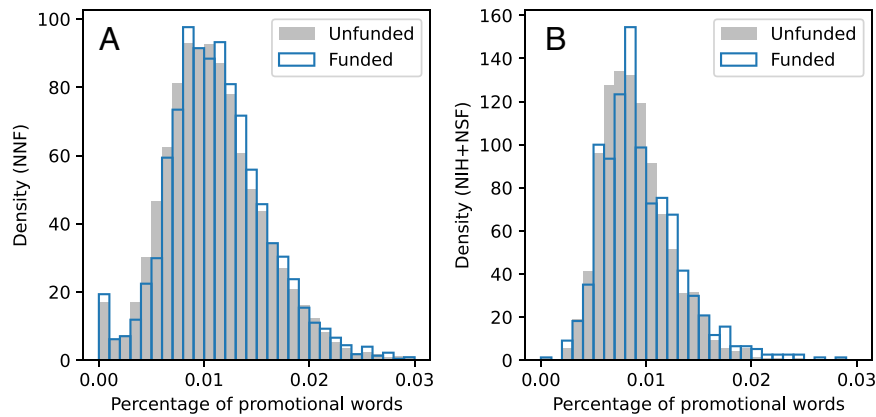 A
Unfunded
Funded
100
80
60
40
20
0
Density (NNF)
0.00
0.01
0.02
0.03
Percentage of promotional words
B
Unfunded
Funded
160
140
120
100
80
60
40
20
0
Density (NIH+NSF)
0.00
0.01
0.02
0.03
Percentage of promotional words